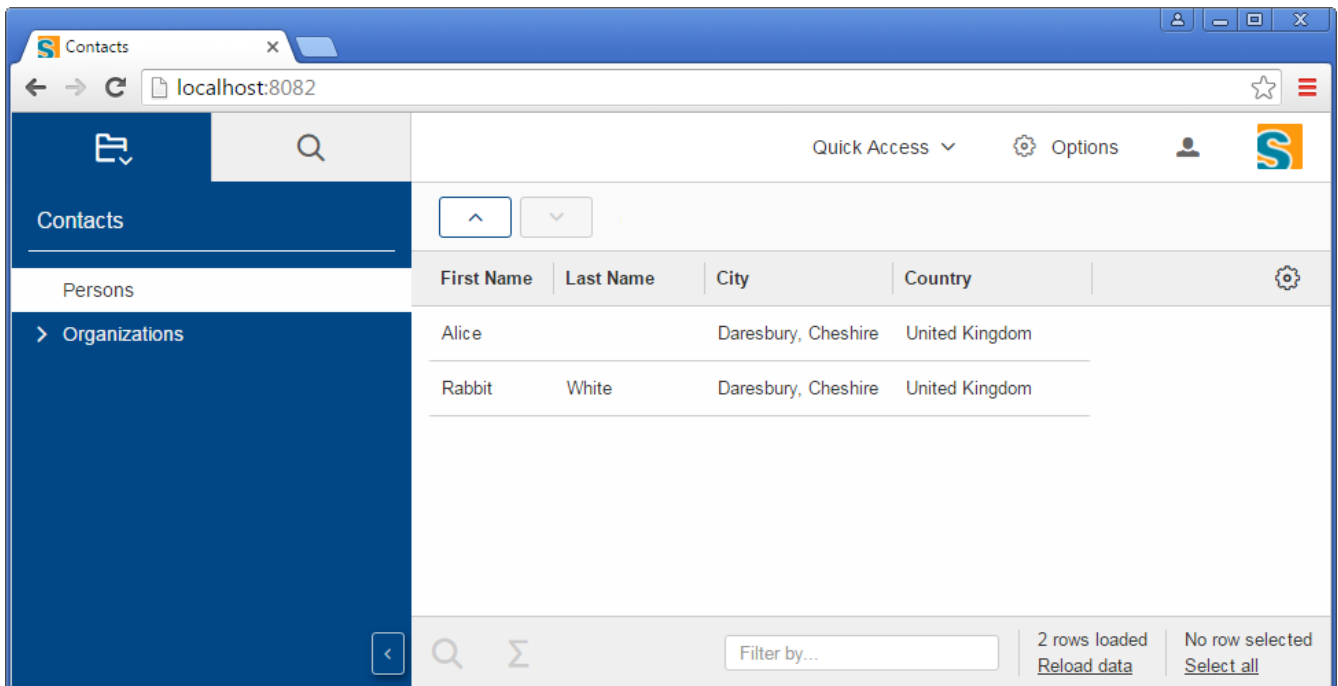 Contacts
localhost:8082
Quick Access Options
Contacts
Persons
Organizations
First Name Last Name City Country
Alice Daresbury, Cheshire United Kingdom
Rabbit White Daresbury, Cheshire United Kingdom
Filter by...
2 rows loaded
Reload data
No row selected
Select all